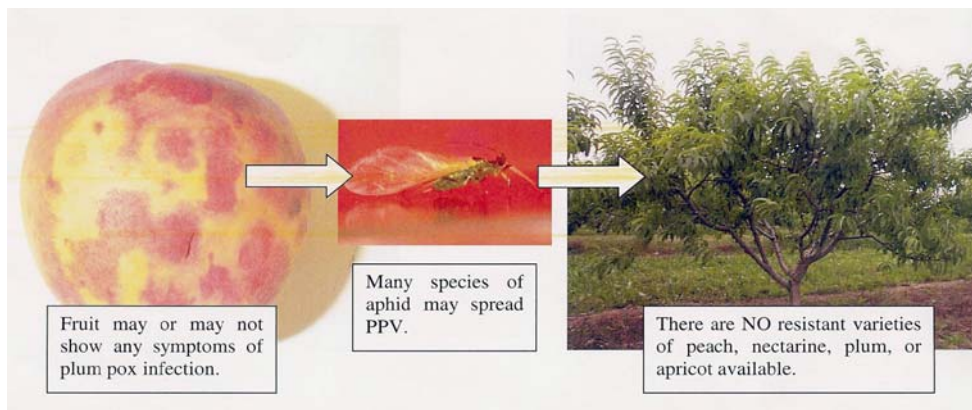 Fruit may or may not
show any symptoms of
plum pox infection.
Many species of
aphid may spread
PPV.
There are NO resistant varieties
of peach, nectarine, plum, or
apricot available.